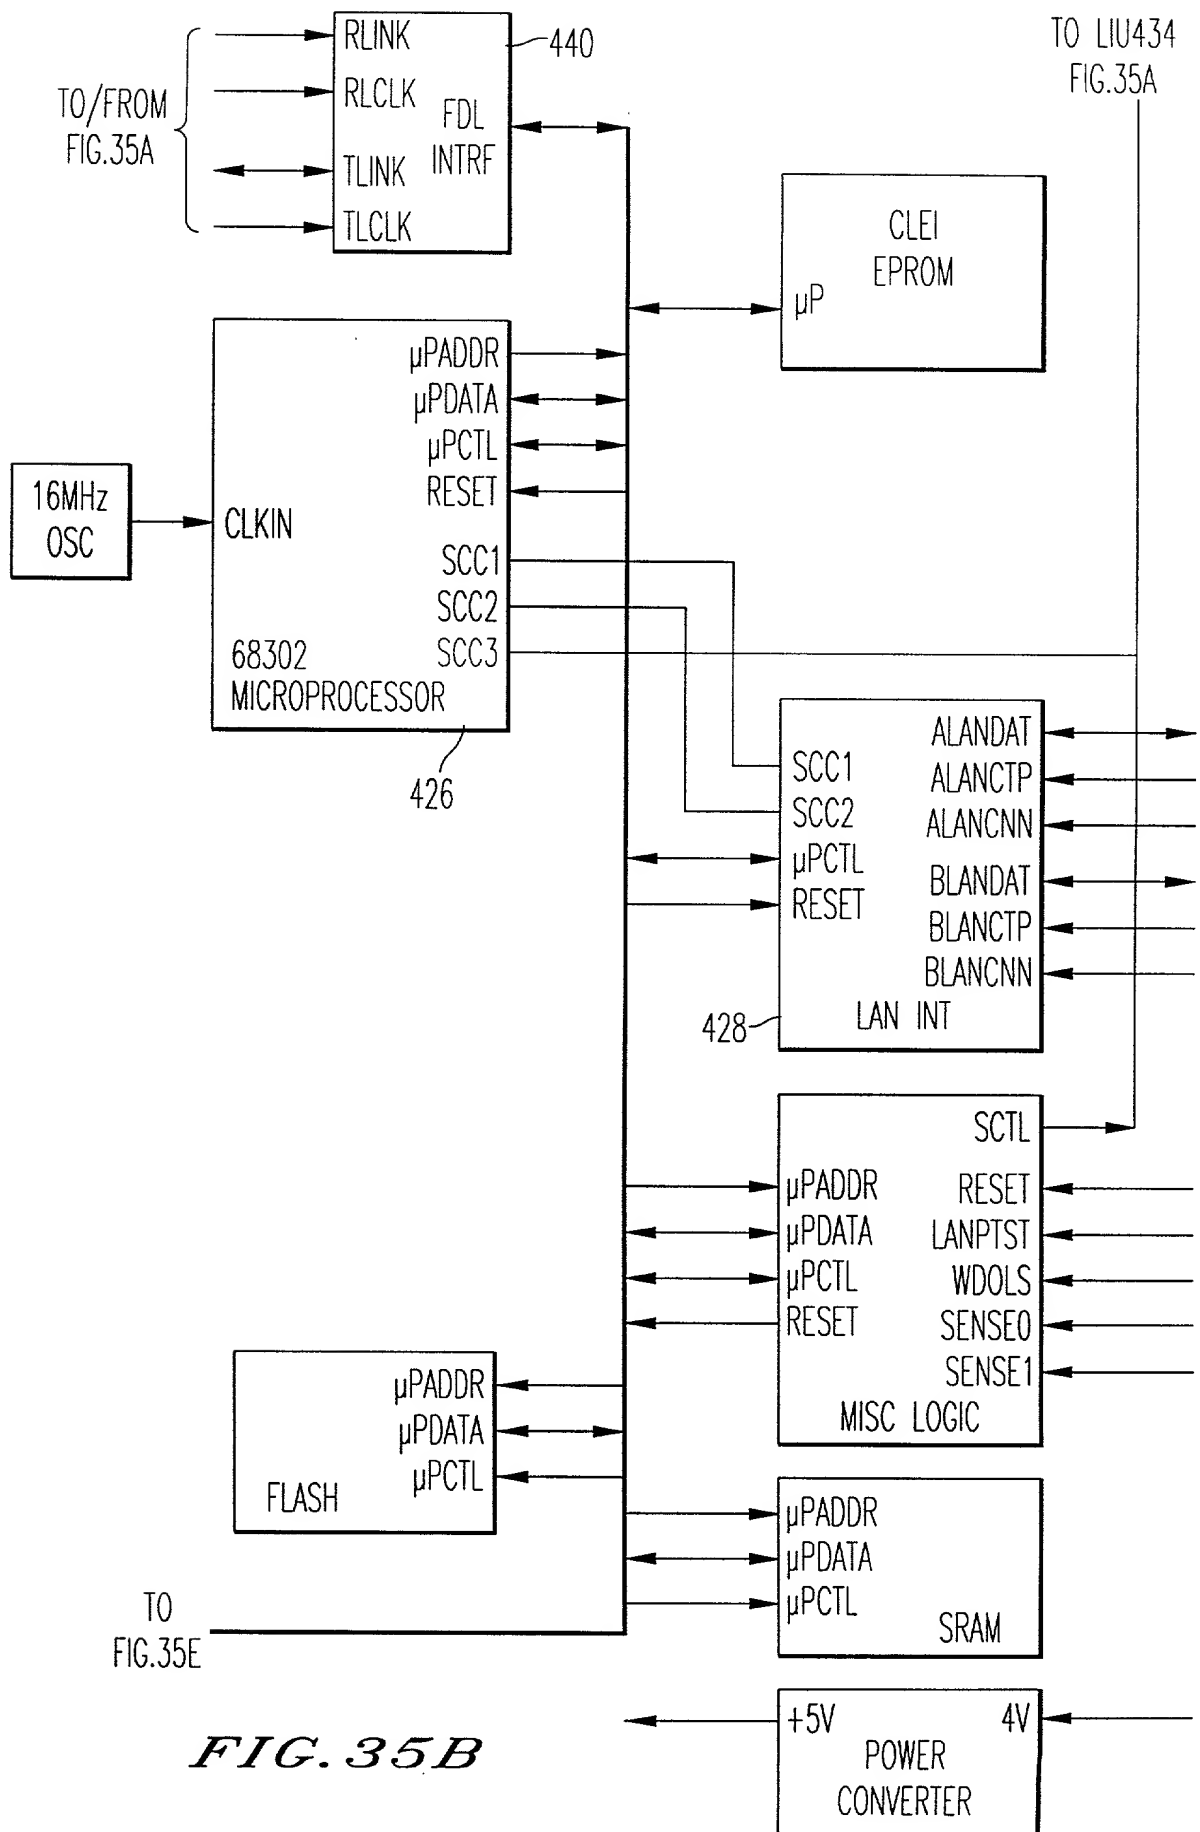 TO/FROM
FIG.35A
RLINK
RLCLK
TLINK
TLCLK
FDL
INTRF
440
TO LIU434
FIG.35A
CLEI
EPROM
µP
16MHz
OSC
CLKIN
µPADDR
µPDATA
µPCTL
RESET
SCC1
SCC2
SCC3
68302
MICROPROCESSOR
426
SCC1
SCC2
µPCTL
RESET
ALANDAT
ALANCTP
ALANCNN
BLANDAT
BLANCTP
BLANCNN
LAN INT
428
SCTL
µPADDR
µPDATA
µPCTL
RESET
RESET
LANPTST
WDOLS
SENSE0
SENSE1
MISC LOGIC
µPADDR
µPDATA
µPCTL
FLASH
µPADDR
µPDATA
µPCTL
SRAM
TO
FIG.35E
+5V
4V
POWER
CONVERTER
FIG.35B